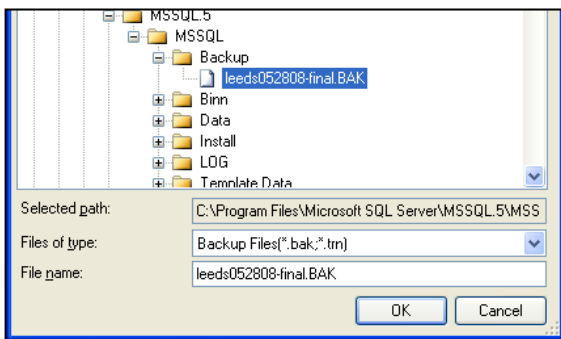 MSSQL.5
MSSQL
Backup
leeds052808-final.BAK
Binn
Data
Install
LOG
Template Data
Selected path: C:\Program Files\Microsoft SQL Server\MSSQL.5\MSS
Files of type: Backup Files(*.bak;*.trn)
File name: leeds052808-final.BAK
OK Cancel